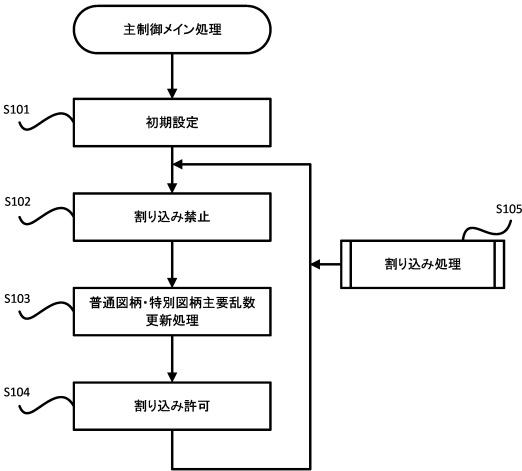 主制御メイン処理
S101
初期設定
S102
割り込み禁止
S105
割り込み処理
S103
普通図柄・特別図柄主要乱数
更新処理
S104
割り込み許可